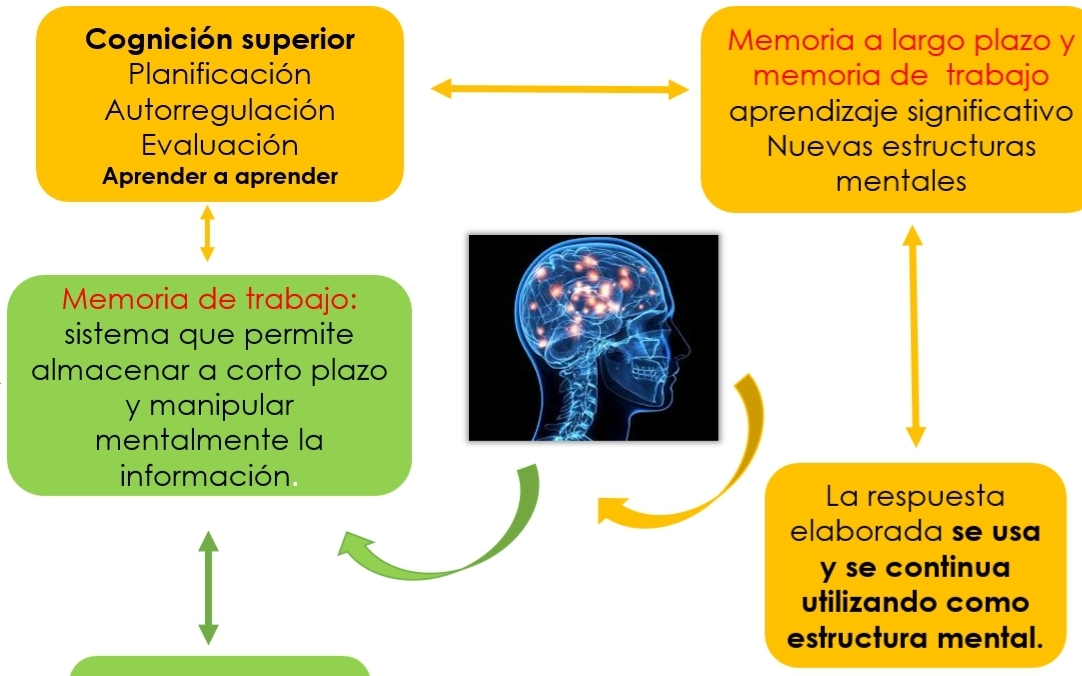 Cognición superior
Planificación
Autorregulación
Evaluación
Aprender a aprender
Memoria a largo plazo y
memoria de trabajo
aprendizaje significativo
Nuevas estructuras
mentales
Memoria de trabajo:
sistema que permite
almacenar a corto plazo
y manipular
mentalmente la
información.
La respuesta
elaborada se usa
y se continua
utilizando como
estructura mental.